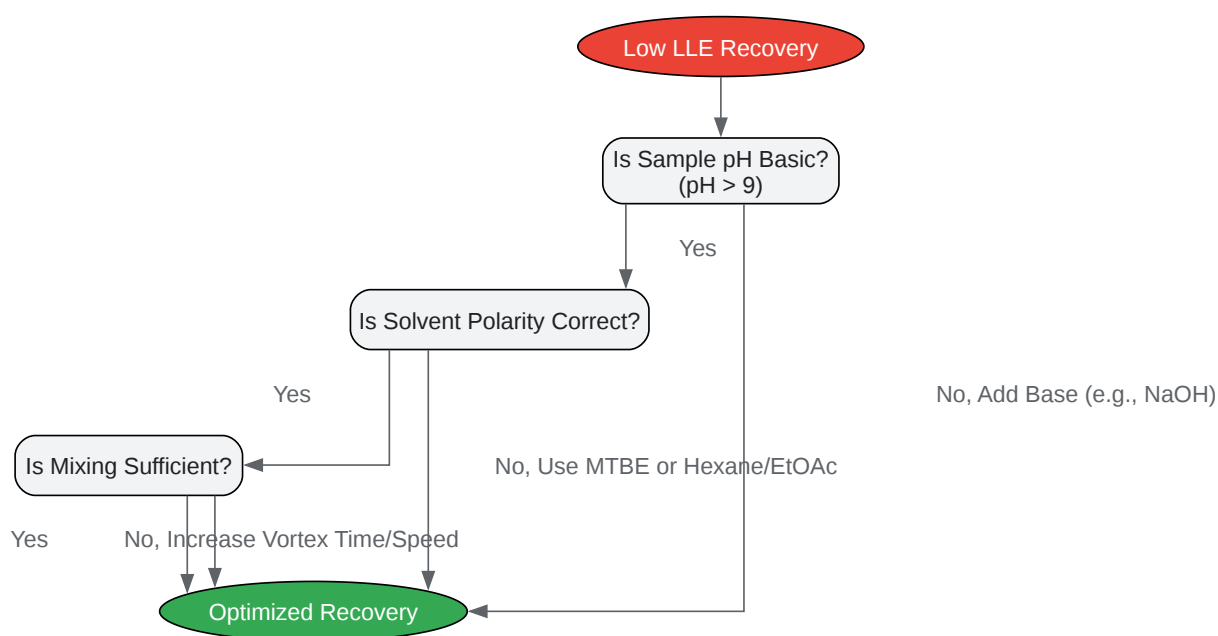 Low LLE Recovery
Is Sample pH Basic?
(pH > 9)
Yes
Is Solvent Polarity Correct?
Yes
No, Add Base (e.g., NaOH)
Is Mixing Sufficient?
No, Use MTBE or Hexane/EtOAc
Yes
No, Increase Vortex Time/Speed
Optimized Recovery